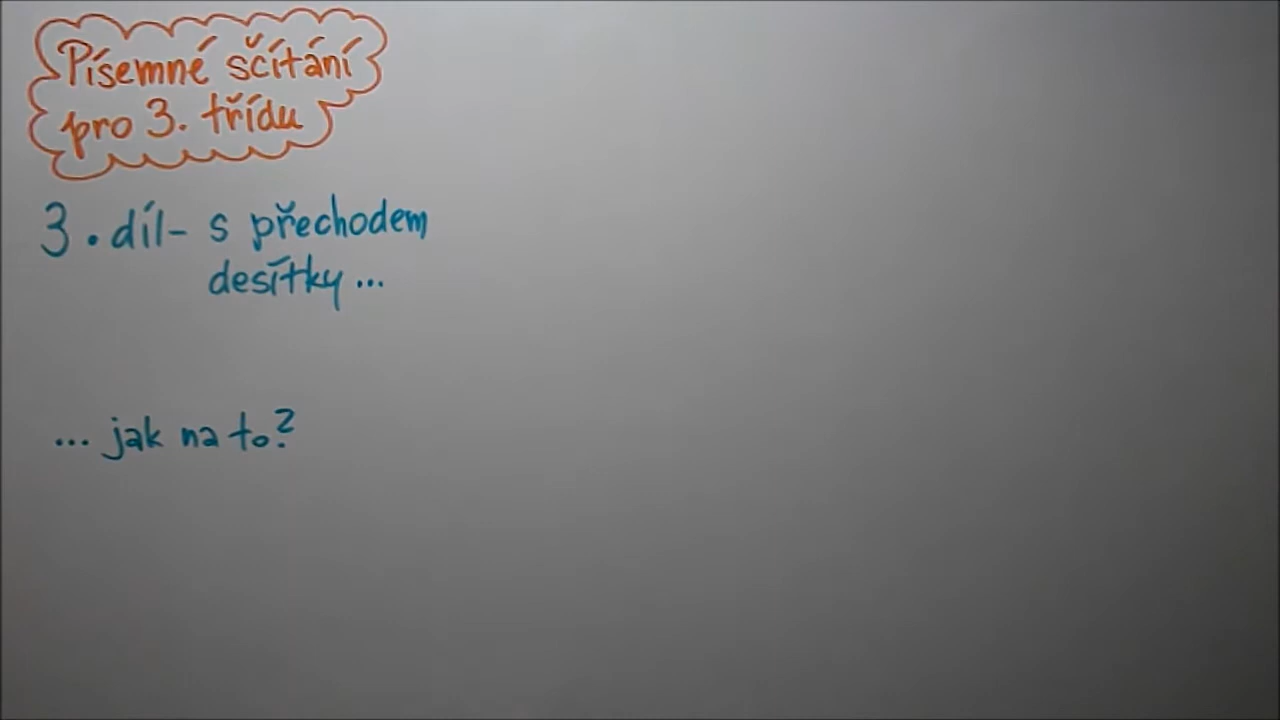 Písemné sčítání
pro 3. třídu
3. díl- s přechodem
desítky...
... jak na to?